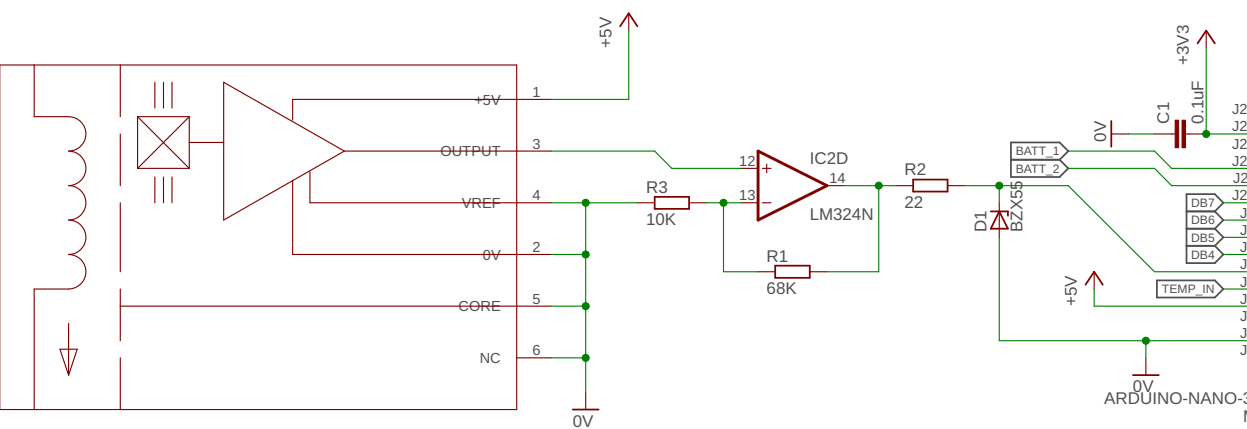 +5V
+3V3
1
+5V
0.1uF
C1
J2
J2
0V
3
OUTPUT
12
+
IC2D
14
BATT_1
J2
J2
BATT_2
J2
4
VREF
R3
10K
13
−
LM324N
R2
22
D1
BZX55
DB7
J2
DB6
J
DB5
J
DB4
J
2
0V
R1
68K
J
+5V
TEMP_IN
J
5
CORE
J
J
J
6
NC
J
0V
0V
ARDUINO-NANO-3
M